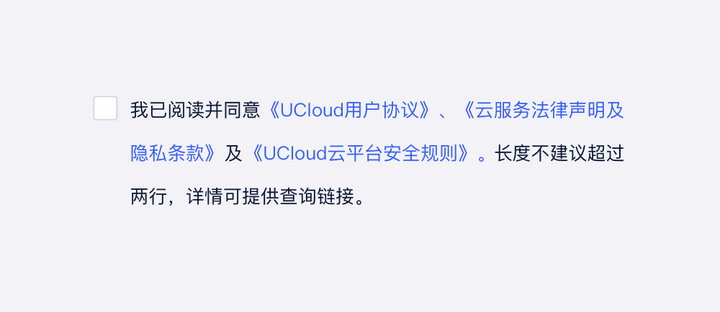 我已阅读并同意《UCloud用户协议》、《云服务法律声明及
隐私条款》及《UCloud云平台安全规则》。长度不建议超过
两行，详情可提供查询链接。